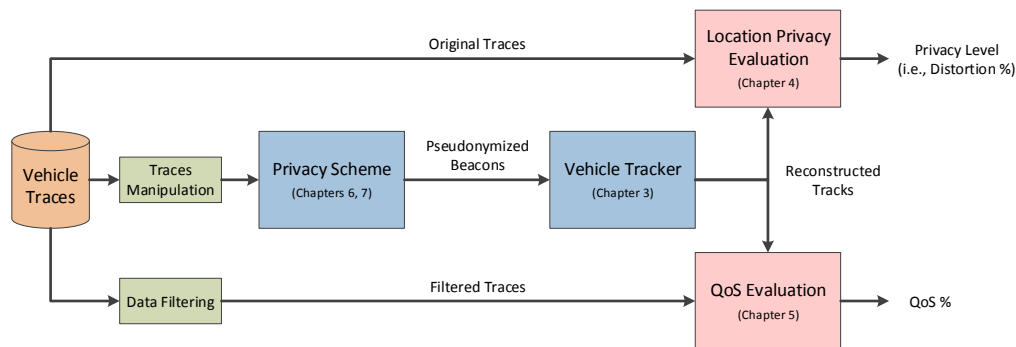 Original Traces
Location Privacy
Evaluation
(Chapter 4)
Privacy Level
(i.e., Distortion %)
Vehicle
Traces
Traces
Manipulation
Privacy Scheme
(Chapters 6, 7)
Pseudonymized
Beacons
Vehicle Tracker
(Chapter 3)
Reconstructed
Tracks
Data Filtering
Filtered Traces
QoS Evaluation
(Chapter 5)
QoS %